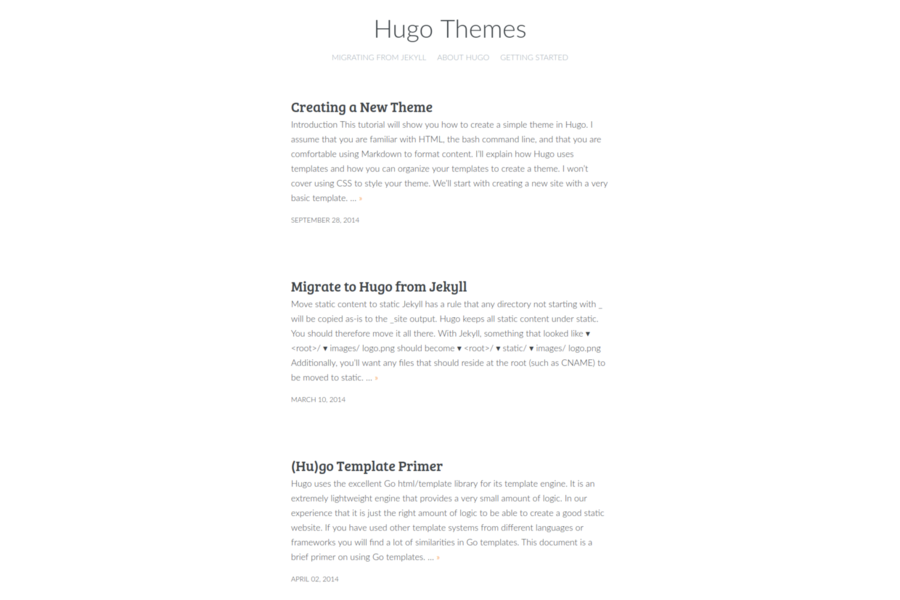 Hugo Themes
MIGRATING FROM JEKYLL ABOUT HUGO GETTING STARTED
Creating a New Theme
Introduction This tutorial will show you how to create a simple theme in Hugo. I
assume that you are familiar with HTML, the bash command line, and that you are
comfortable using Markdown to format content. I'll explain how Hugo uses
templates and how you can organize your templates to create a theme. I won't
cover using CSS to style your theme. We'll start with creating a new site with a very
basic template. ... »
SEPTEMBER 28, 2014
Migrate to Hugo from Jekyll
Move static content to static Jekyll has a rule that any directory not starting with _
will be copied as-is to the _site output. Hugo keeps all static content under static.
You should therefore move it all there. With Jekyll, something that looked like ▾
<root>/ ▾ images/ logo.png should become ▾ <root>/ ▾ static/ ▾ images/ logo.png
Additionally, you'll want any files that should reside at the root (such as CNAME) to
be moved to static. ... »
MARCH 10, 2014
(Hu)go Template Primer
Hugo uses the excellent Go html/template library for its template engine. It is an
extremely lightweight engine that provides a very small amount of logic. In our
experience that it is just the right amount of logic to be able to create a good static
website. If you have used other template systems from different languages or
frameworks you will find a lot of similarities in Go templates. This document is a
brief primer on using Go templates. ... »
APRIL 02, 2014